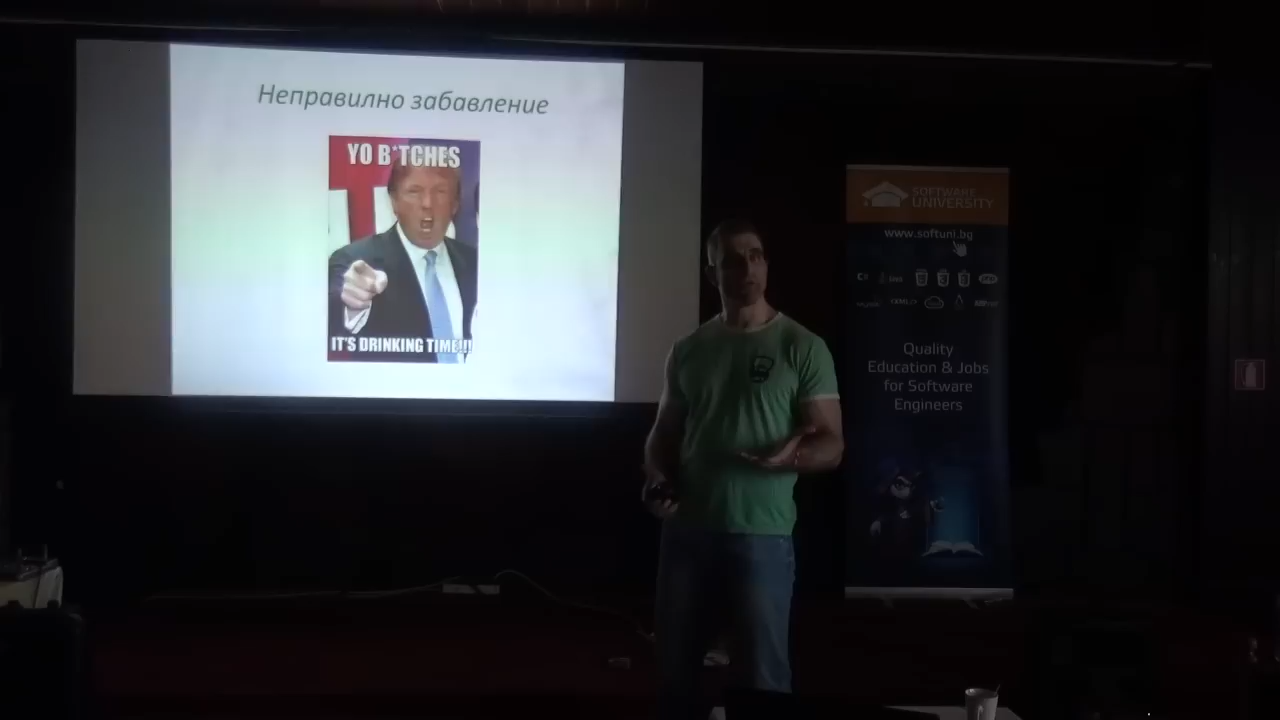 Неправилно забавление
YO B*TCHES
IT'S DRINKING TIME!!!
SOFTWARE
UNIVERSITY
www.softuni.bg
Quality
Education & Jobs
for Software
Engineers